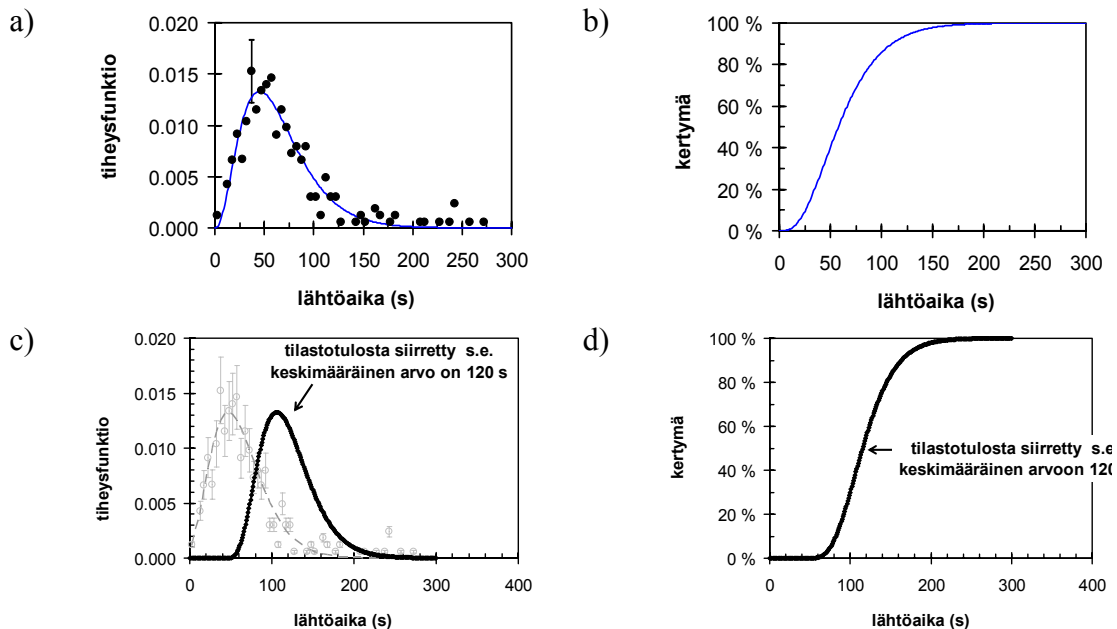 a)
0.020
0.015
0.010
0.005
0.000
tiheysfunktio
0 50 100 150 200 250 300
lähtöaika (s)
b)
100 %
80 %
60 %
40 %
20 %
0 %
kertymä
0 50 100 150 200 250 300
lähtöaika (s)
c)
0.020
0.015
0.010
0.005
0.000
tiheysfunktio
tilastotulosta siirretty s.e.
keskimääräinen arvo on 120 s
0 100 200 300 400
lähtöaika (s)
d)
100 %
80 %
60 %
40 %
20 %
0 %
kertymä
tilastotulosta siirretty s.e
keskimääräinen arvoon 120
0 100 200 300 400
lähtöaika (s)